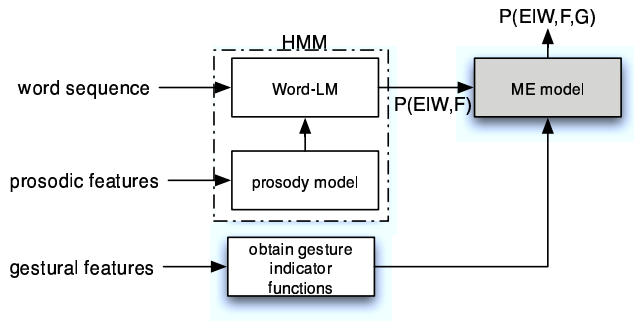 P(E|W,F,G)
HMM
word sequence
Word-LM
ME model
P(E|W,F)
prosodic features
prosody model
gestural features
obtain gesture
indicator
functions